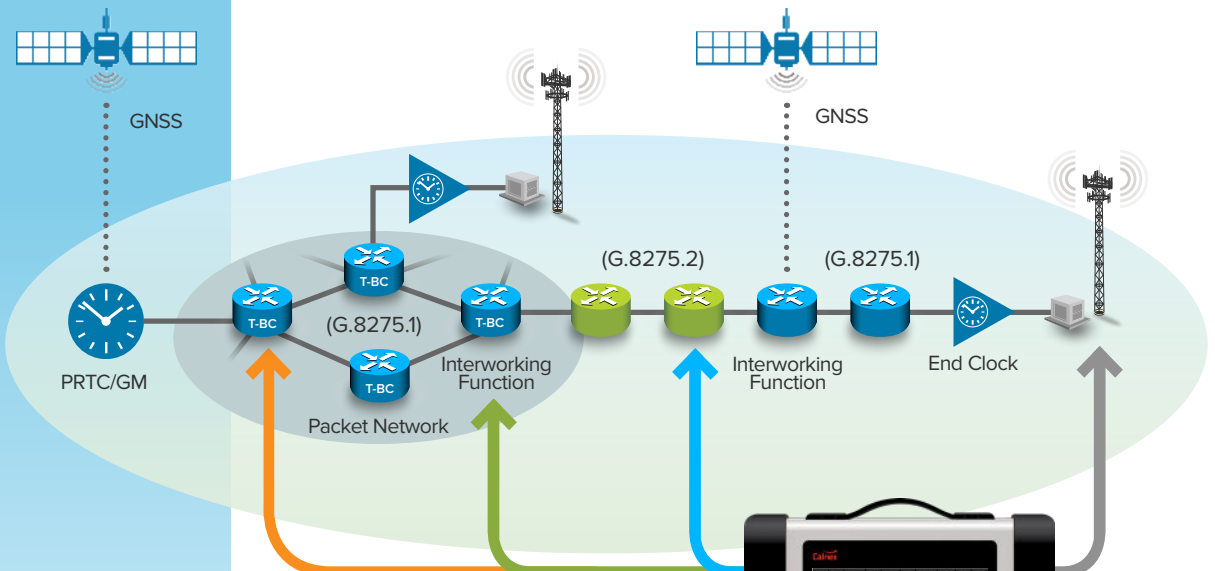 GNSS
GNSS
(G.8275.2)
(G.8275.1)
T-BC
T-BC
T-BC
(G.8275.1)
T-BC
PRTC/GM
Interworking
Function
Interworking
Function
End Clock
Packet Network
Calnex